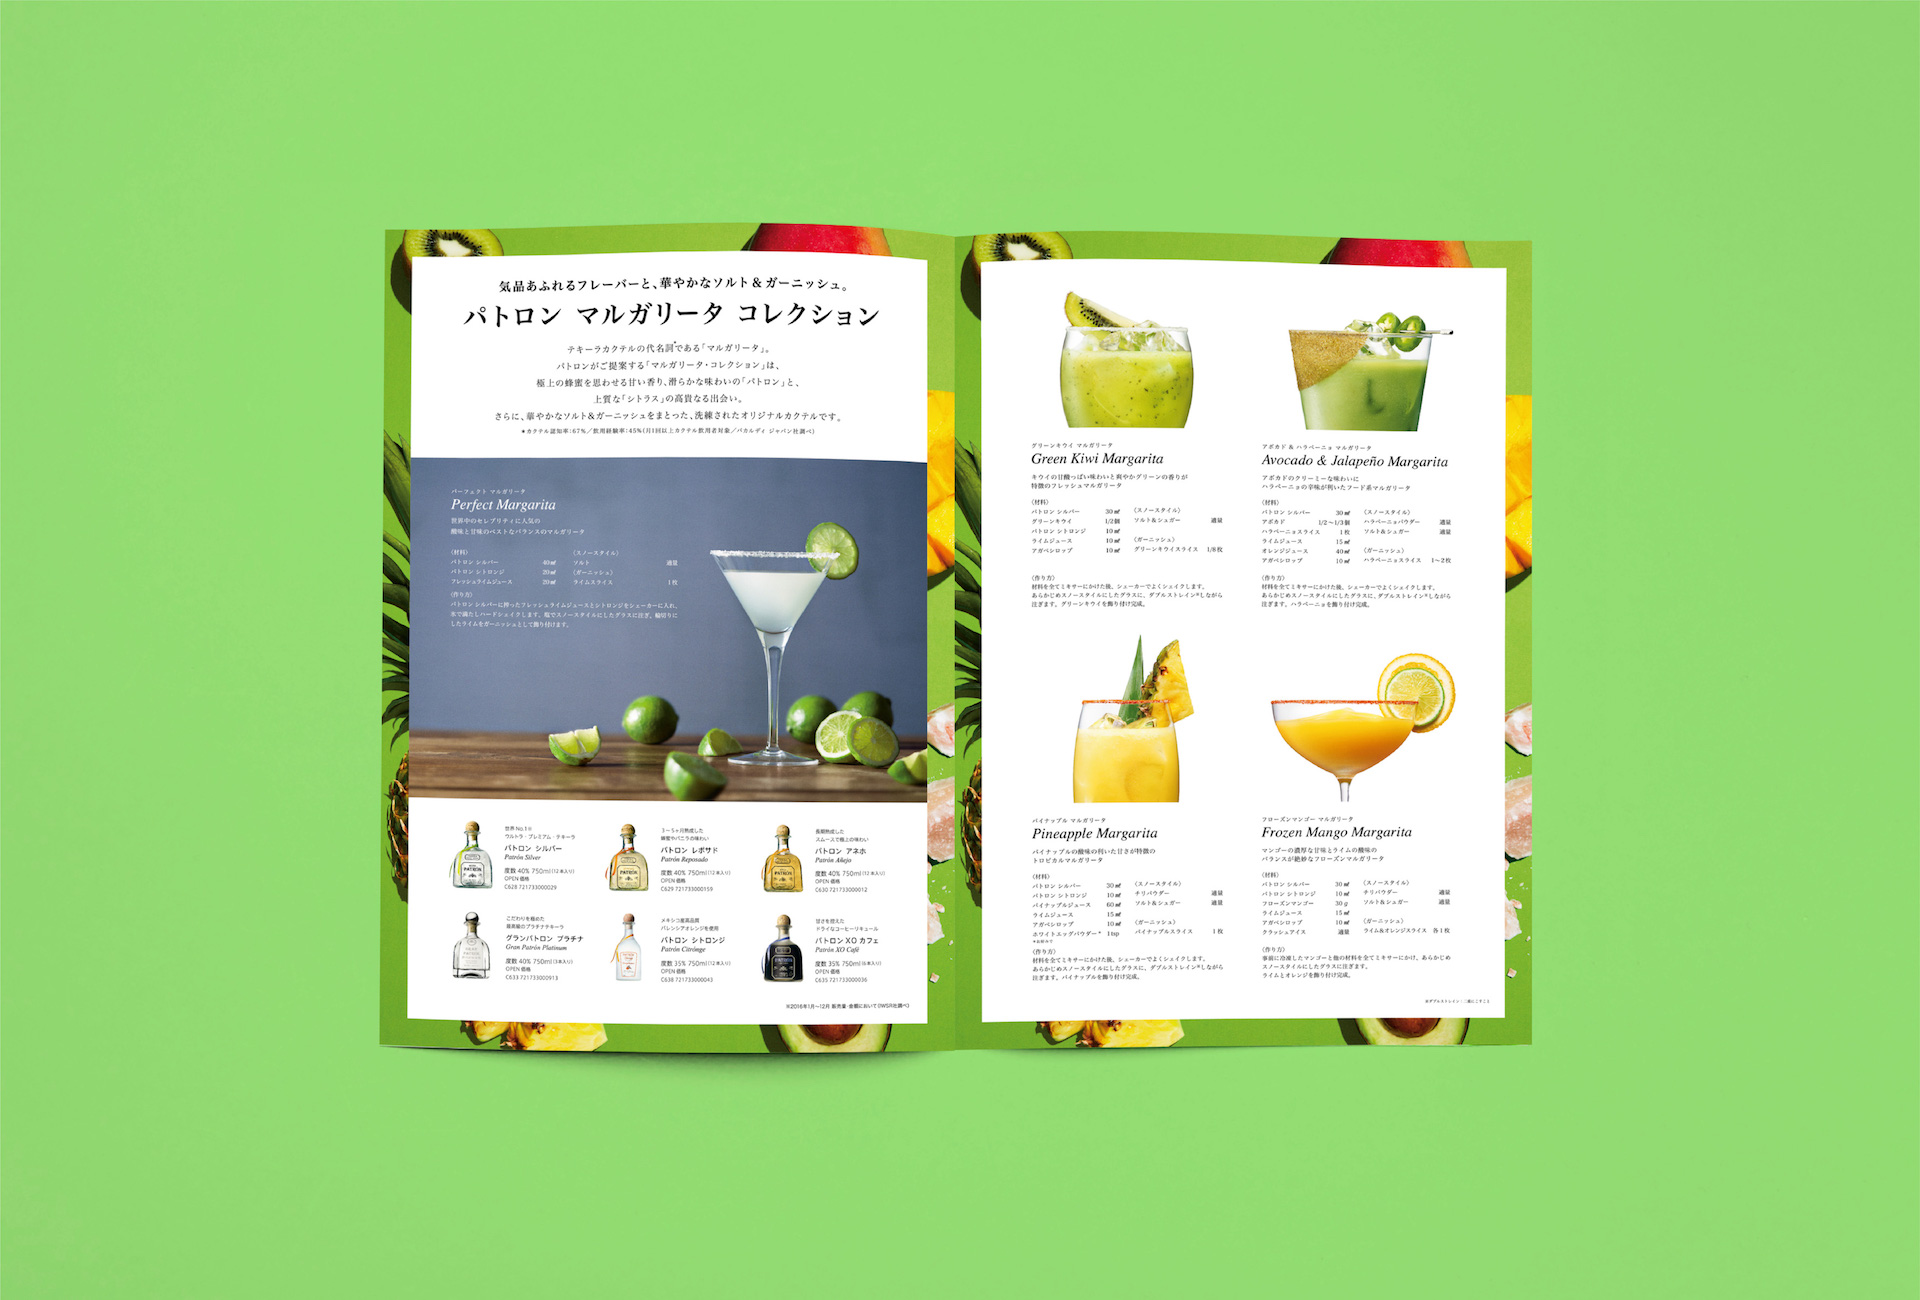 気品あふれるフレーバーと、華やかなソルト＆ガーニッシュ。
パトロン マルガリータ コレクション
テキーラカクテルの代名詞*である「マルガリータ」。
パトロンがご提案する「マルガリータ・コレクション」は、
極上の蜂蜜を思わせる甘い香り、滑らかな味わいの「パトロン」と、
上質な「シトラス」の高貴なる出会い。
さらに、華やかなソルト&ガーニッシュをまとった、洗練されたオリジナルカクテルです。
*カクテル認知率：67%／飲用経験率：45%（月1回以上カクテル飲用者対象／バカルディ ジャパン社調べ）
パーフェクト マルガリータ
Perfect Margarita
世界中のセレブリティに人気の
酸味と甘味のベストなバランスのマルガリータ
〈材料〉
パトロン シルバー 40㎖
パトロン シトロンジ 20㎖
フレッシュライムジュース 20㎖
〈スノースタイル〉
ソルト 適量
〈ガーニッシュ〉
ライムスライス 1枚
〈作り方〉
パトロン シルバーに搾ったフレッシュライムジュースとシトロンジをシェーカーに入れ、
氷で満たしハードシェイクします。塩でスノースタイルにしたグラスに注ぎ、輪切りに
したライムをガーニッシュとして飾り付けます。
世界 No.1※
ウルトラ・プレミアム・テキーラ
パトロン シルバー
Patrón Silver
度数 40% 750ml（12本入り）
OPEN 価格
C628 721733000029
3〜5ヶ月熟成した
蜂蜜やバニラの味わい
パトロン レポサド
Patrón Reposado
度数 40% 750ml（12本入り）
OPEN 価格
C629 721733000159
長期熟成した
スムースで極上の味わい
パトロン アネホ
Patrón Añejo
度数 40% 750ml（12本入り）
OPEN 価格
C630 721733000012
こだわりを極めた
最高級のプラチナテキーラ
グランパトロン プラチナ
Gran Patrón Platinum
度数 40% 750ml（3本入り）
OPEN 価格
C633 721733000913
メキシコ産高品質
バレンシアオレンジを使用
パトロン シトロンジ
Patrón Citrónge
度数 35% 750ml（12本入り）
OPEN 価格
C638 721733000043
甘さを控えた
ドライなコーヒーリキュール
パトロン XO カフェ
Patrón XO Café
度数 35% 750ml（6本入り）
OPEN 価格
C635 721733000036
※2016年1月〜12月 販売量・金額において（IWSR社調べ）
グリーンキウイ マルガリータ
Green Kiwi Margarita
キウイの甘酸っぱい味わいと爽やかグリーンの香りが
特徴のフレッシュマルガリータ
〈材料〉
パトロン シルバー 30㎖
グリーンキウイ 1/2個
パトロン シトロンジ 10㎖
ライムジュース 10㎖
アガベシロップ 10㎖
〈スノースタイル〉
ソルト&シュガー 適量
〈ガーニッシュ〉
グリーンキウイスライス 1/8枚
〈作り方〉
材料を全てミキサーにかけた後、シェーカーでよくシェイクします。
あらかじめスノースタイルにしたグラスに、ダブルストレイン※しながら
注ぎます。グリーンキウイを飾り付け完成。
アボカド & ハラペーニョ マルガリータ
Avocado & Jalapeño Margarita
アボカドのクリーミーな味わいに
ハラペーニョの辛味が利いたフード系マルガリータ
〈材料〉
パトロン シルバー 30㎖
アボカド 1/2〜1/3個
ハラペーニョスライス 1枚
ライムジュース 15㎖
オレンジジュース 40㎖
アガベシロップ 10㎖
〈スノースタイル〉
ハラペーニョパウダー 適量
ソルト&シュガー 適量
〈ガーニッシュ〉
ハラペーニョスライス 1〜2枚
〈作り方〉
材料を全てミキサーにかけた後、シェーカーでよくシェイクします。
あらかじめスノースタイルにしたグラスに、ダブルストレイン※しながら
注ぎます。ハラペーニョを飾り付け完成。
パイナップル マルガリータ
Pineapple Margarita
パイナップルの酸味の利いた甘さが特徴の
トロピカルマルガリータ
〈材料〉
パトロン シルバー 30㎖
パトロン シトロンジ 10㎖
パイナップルジュース 60㎖
ライムジュース 15㎖
アガベシロップ 10㎖
ホワイトエッグパウダー* 1tsp
*お好みで
〈スノースタイル〉
チリパウダー 適量
ソルト&シュガー 適量
〈ガーニッシュ〉
パイナップルスライス 1枚
〈作り方〉
材料を全てミキサーにかけた後、シェーカーでよくシェイクします。
あらかじめスノースタイルにしたグラスに、ダブルストレイン※しながら
注ぎます。パイナップルを飾り付け完成。
フローズンマンゴー マルガリータ
Frozen Mango Margarita
マンゴーの濃厚な甘味とライムの酸味の
バランスが絶妙なフローズンマルガリータ
〈材料〉
パトロン シルバー 30㎖
パトロン シトロンジ 10㎖
フローズンマンゴー 30g
ライムジュース 15㎖
アガベシロップ 10㎖
クラッシュアイス 適量
〈スノースタイル〉
チリパウダー 適量
ソルト&シュガー 適量
〈ガーニッシュ〉
ライム&オレンジスライス 各1枚
〈作り方〉
事前に冷凍したマンゴーと他の材料を全てミキサーにかけ、あらかじめ
スノースタイルにしたグラスに注ぎます。
ライムとオレンジを飾り付け完成。
※ダブルストレイン：二重にこすこと